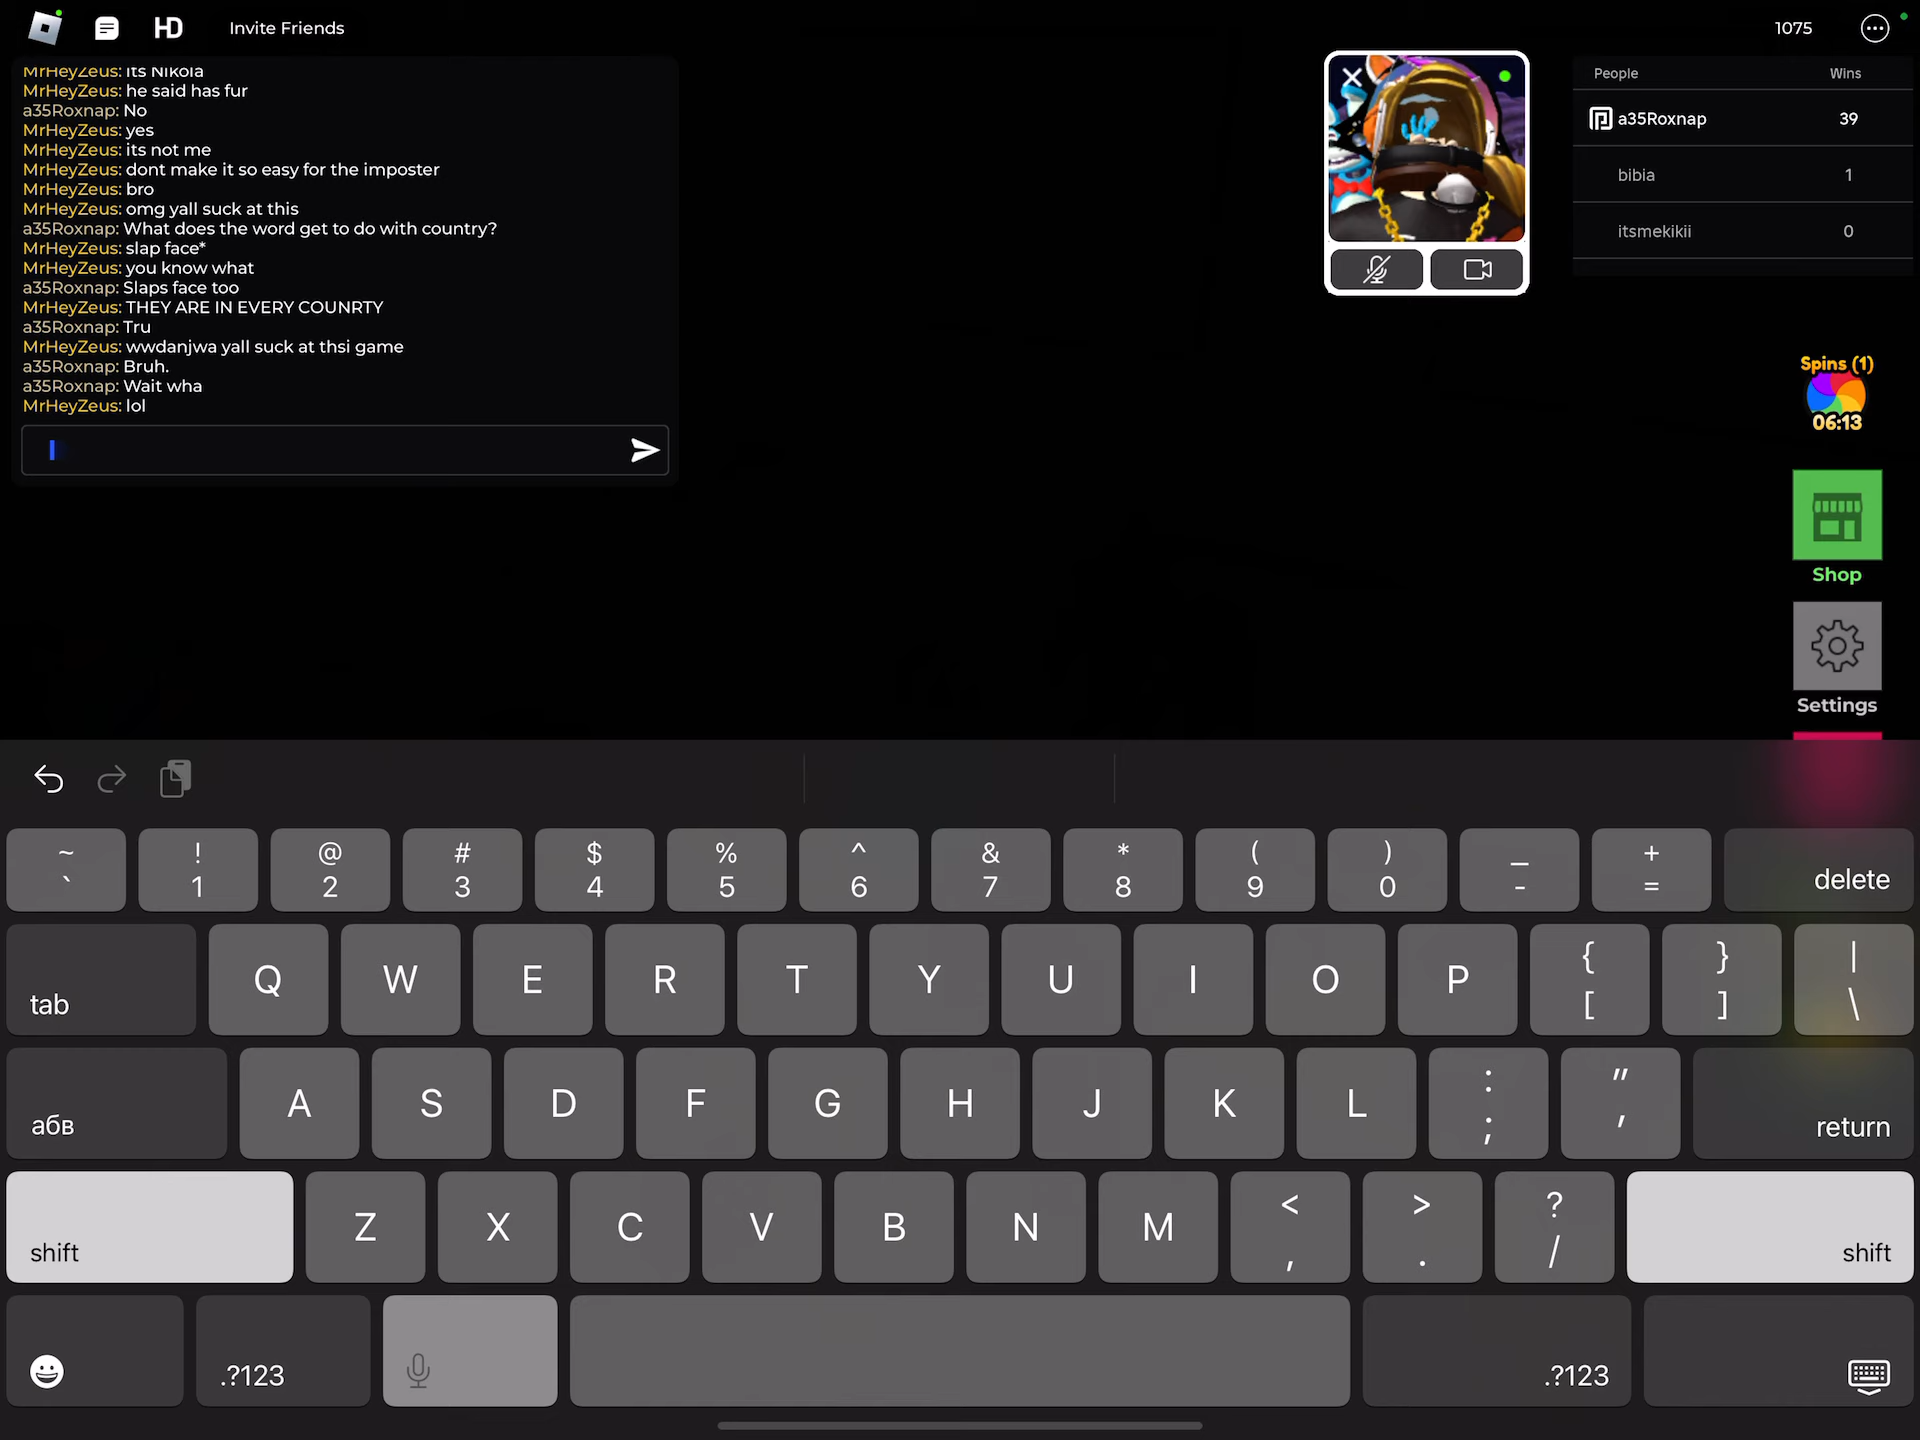 HD
Invite Friends
1075
MrHeyZeus: its Nikola
MrHeyZeus: he said has fur
a35Roxnap: No
MrHeyZeus: yes
MrHeyZeus: its not me
MrHeyZeus: dont make it so easy for the imposter
MrHeyZeus: bro
MrHeyZeus: omg yall suck at this
a35Roxnap: What does the word get to do with country?
MrHeyZeus: slap face*
MrHeyZeus: you know what
a35Roxnap: Slaps face too
MrHeyZeus: THEY ARE IN EVERY COUNRTY
a35Roxnap: Tru
MrHeyZeus: wwdanjwa yall suck at thsi game
a35Roxnap: Bruh.
a35Roxnap: Wait wha
MrHeyZeus: lol
People Wins
a35Roxnap 39
bibia 1
itsmekikii 0
Spins (1)
06:13
Shop
Settings
~ ! @ # $ % ^ & * ( ) _ +
` 1 2 3 4 5 6 7 8 9 0 - = delete
tab Q W E R T Y U I O P { [ } ] | \
абв A S D F G H J K L : ; " ' return
shift Z X C V B N M < , > . ? / shift
.?123 .?123